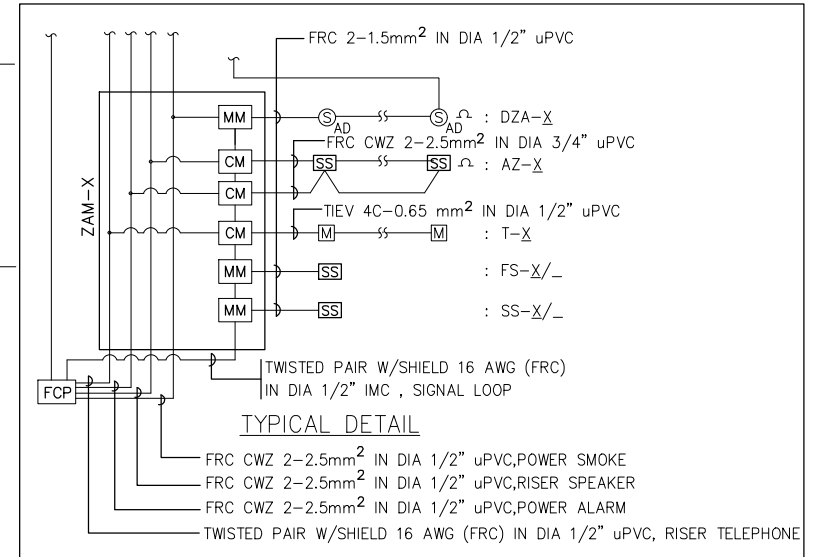 FRC 2-1.5mm² IN DIA 1/2" uPVC
MM S AD S AD Ω : DZA-X
FRC CWZ 2-2.5mm² IN DIA 3/4" uPVC
CM SS SS Ω : AZ-X
CM
ZAM-X
TIEV 4C-0.65 mm² IN DIA 1/2" uPVC
CM M M : T-X
MM SS : FS-X/_
MM SS : SS-X/_
TWISTED PAIR W/SHIELD 16 AWG (FRC)
IN DIA 1/2" IMC , SIGNAL LOOP
FCP
TYPICAL DETAIL
FRC CWZ 2-2.5mm² IN DIA 1/2" uPVC,POWER SMOKE
FRC CWZ 2-2.5mm² IN DIA 1/2" uPVC,RISER SPEAKER
FRC CWZ 2-2.5mm² IN DIA 1/2" uPVC,POWER ALARM
TWISTED PAIR W/SHIELD 16 AWG (FRC) IN DIA 1/2" uPVC, RISER TELEPHONE